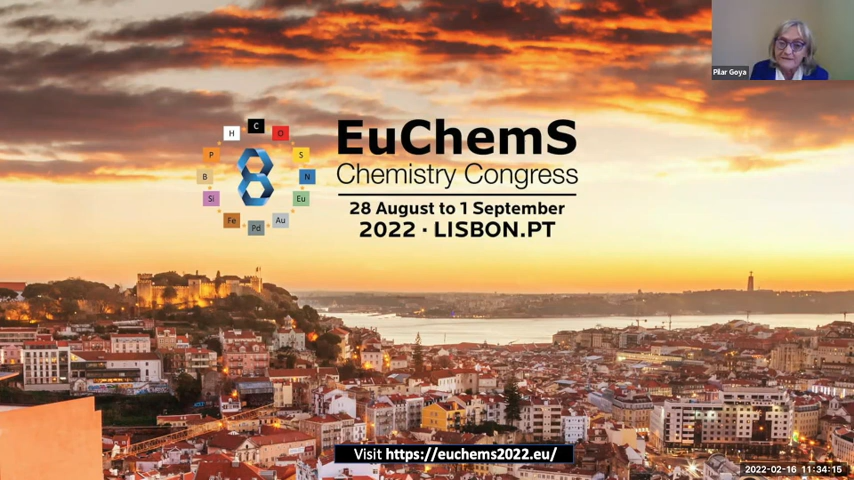 Pilar Goya
C
H
O
P
S
B
N
Si
Eu
Fe
Au
Pd
EuChemS
Chemistry Congress
28 August to 1 September
2022 · LISBON.PT
Visit https://euchems2022.eu/
2022-02-16 11:34:15